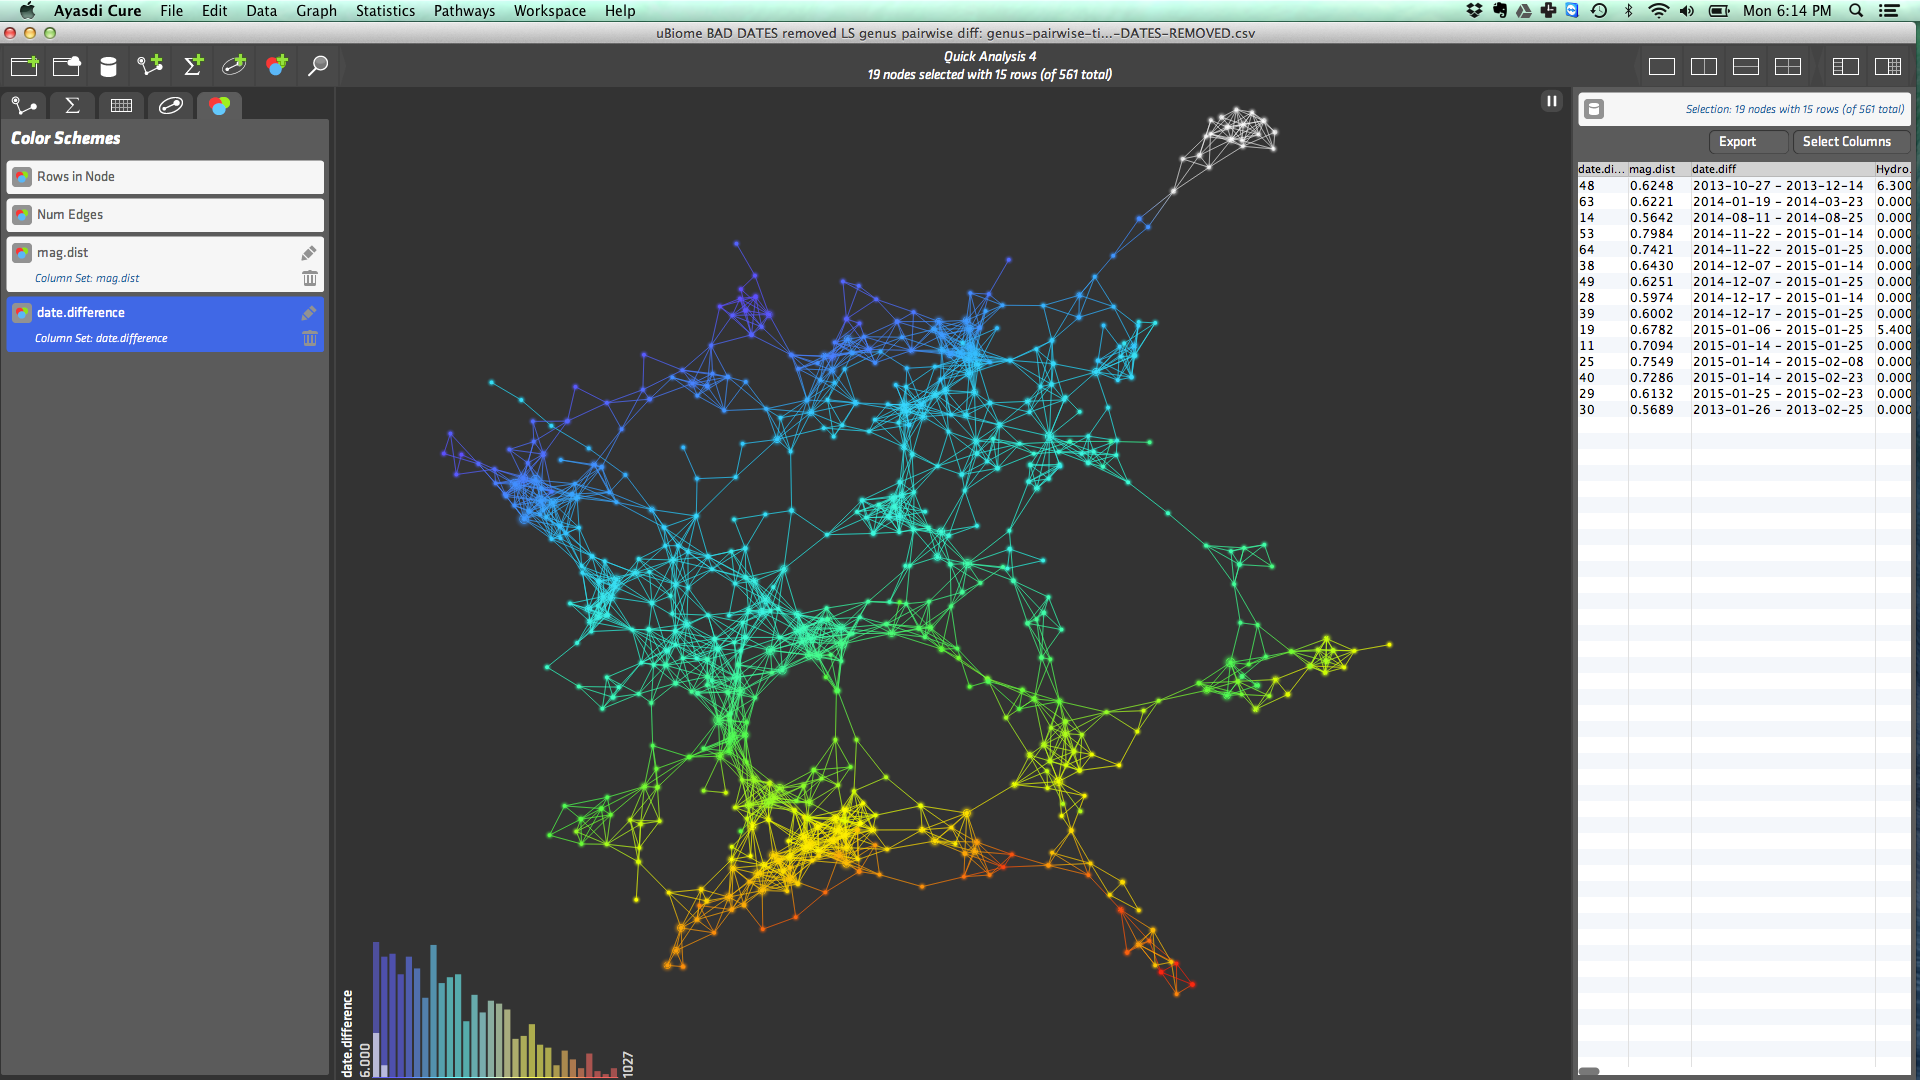 Ayasdi Cure File Edit Data Graph Statistics Pathways Workspace Help
Mon 6:14 PM
uBiome BAD DATES removed LS genus pairwise diff: genus-pairwise-ti...-DATES-REMOVED.csv
Quick Analysis 4
19 nodes selected with 15 rows (of 561 total)
Color Schemes
Rows in Node
Num Edges
mag.dist
Column Set: mag.dist
date.difference
Column Set: date.difference
date.difference
6.000
1027
Selection: 19 nodes with 15 rows (of 561 total)
Export Select Columns
date.di... mag.dist date.diff Hydro.
48 0.6248 2013-10-27 - 2013-12-14 6.300
63 0.6221 2014-01-19 - 2014-03-23 0.000
14 0.5642 2014-08-11 - 2014-08-25 0.000
53 0.7984 2014-11-22 - 2015-01-14 0.000
64 0.7421 2014-11-22 - 2015-01-25 0.000
38 0.6430 2014-12-07 - 2015-01-14 0.000
49 0.6251 2014-12-07 - 2015-01-25 0.000
28 0.5974 2014-12-17 - 2015-01-14 0.000
39 0.6002 2014-12-17 - 2015-01-25 0.000
19 0.6782 2015-01-06 - 2015-01-25 5.400
11 0.7094 2015-01-14 - 2015-01-25 0.000
25 0.7549 2015-01-14 - 2015-02-08 0.000
40 0.7286 2015-01-14 - 2015-02-23 0.000
29 0.6132 2015-01-25 - 2015-02-23 0.000
30 0.5689 2013-01-26 - 2013-02-25 0.000